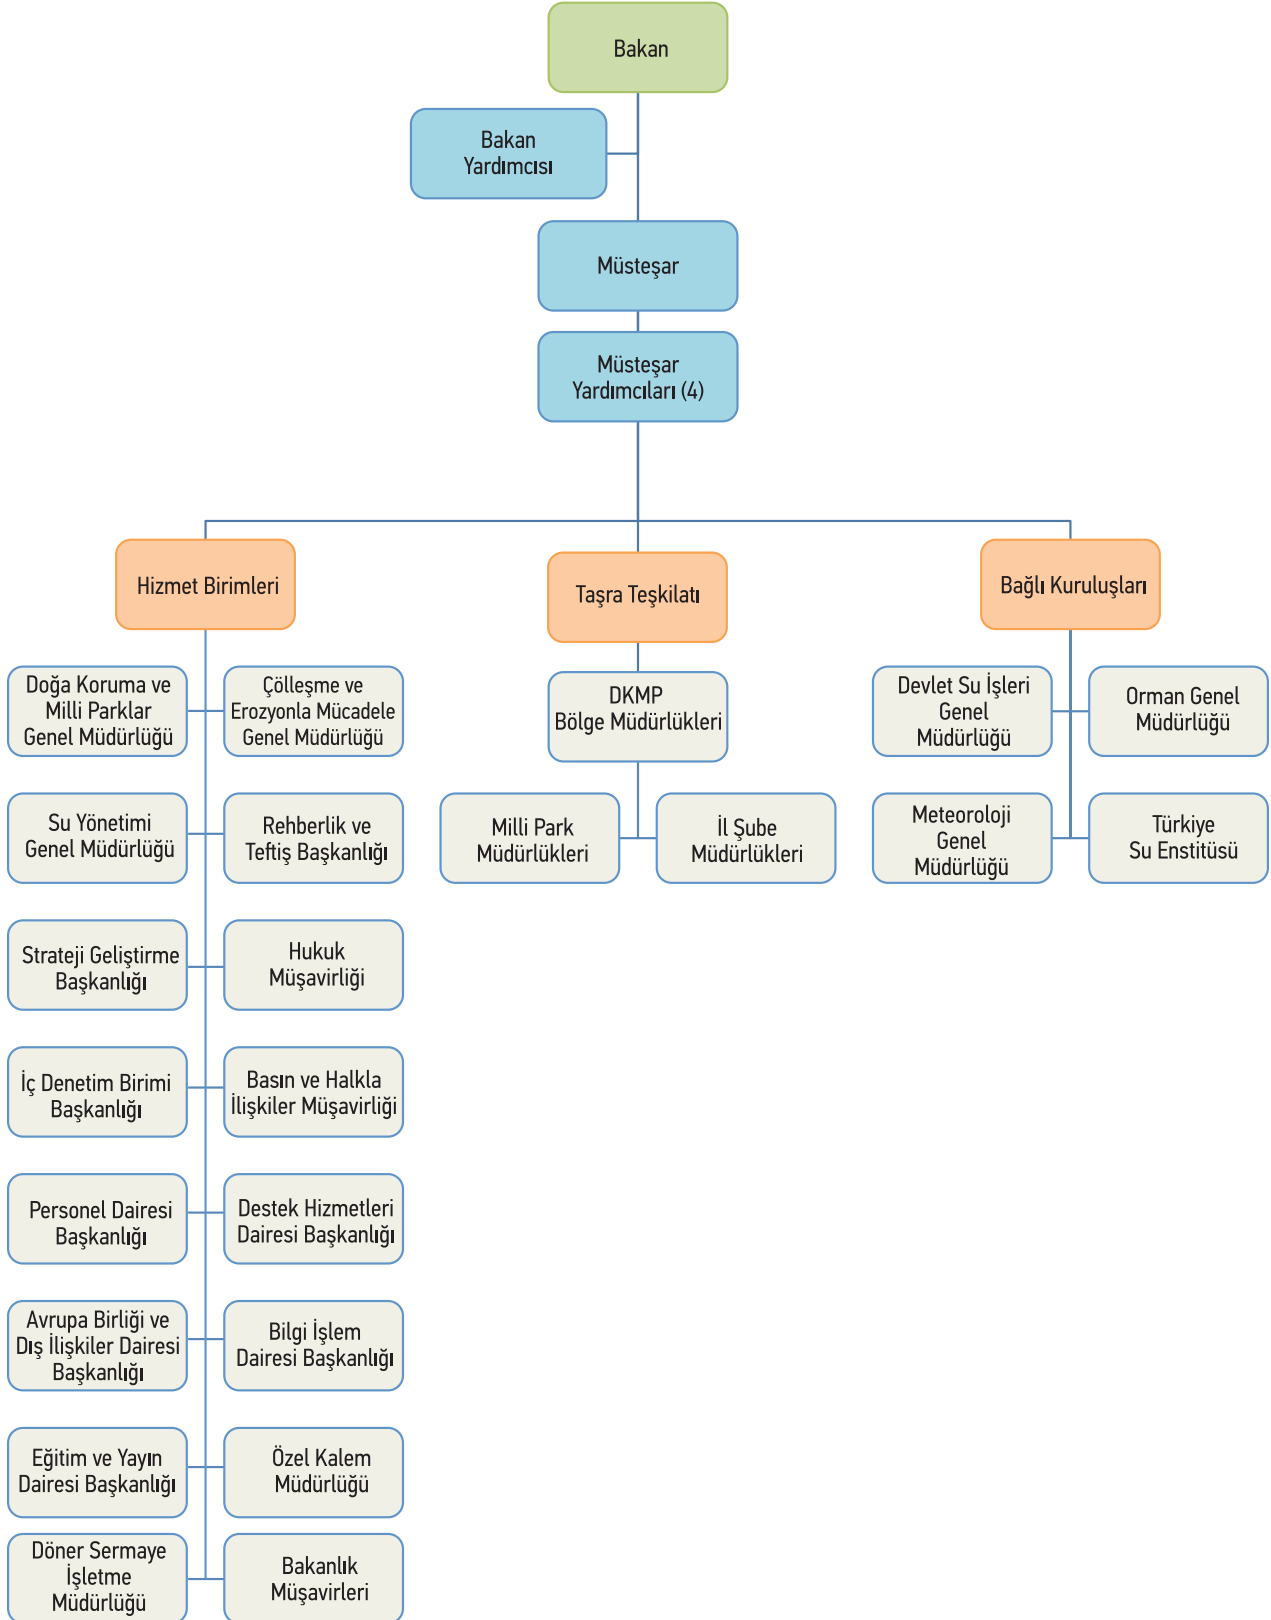 Bakan
Bakan
Yardımcısı
Müsteşar
Müsteşar
Yardımcıları (4)
Hizmet Birimleri
Taşra Teşkilatı
Bağlı Kuruluşları
Doğa Koruma ve
Milli Parklar
Genel Müdürlüğü
Çölleşme ve
Erozyonla Mücadele
Genel Müdürlüğü
DKMP
Bölge Müdürlükleri
Devlet Su İşleri
Genel
Müdürlüğü
Orman Genel
Müdürlüğü
Su Yönetimi
Genel Müdürlüğü
Rehberlik ve
Teftiş Başkanlığı
Milli Park
Müdürlükleri
İl Şube
Müdürlükleri
Meteoroloji
Genel
Müdürlüğü
Türkiye
Su Enstitüsü
Strateji Geliştirme
Başkanlığı
Hukuk
Müşavirliği
İç Denetim Birimi
Başkanlığı
Basın ve Halkla
İlişkiler Müşavirliği
Personel Dairesi
Başkanlığı
Destek Hizmetleri
Dairesi Başkanlığı
Avrupa Birliği ve
Dış İlişkiler Dairesi
Başkanlığı
Bilgi İşlem
Dairesi Başkanlığı
Eğitim ve Yayın
Dairesi Başkanlığı
Özel Kalem
Müdürlüğü
Döner Sermaye
İşletme
Müdürlüğü
Bakanlık
Müşavirleri